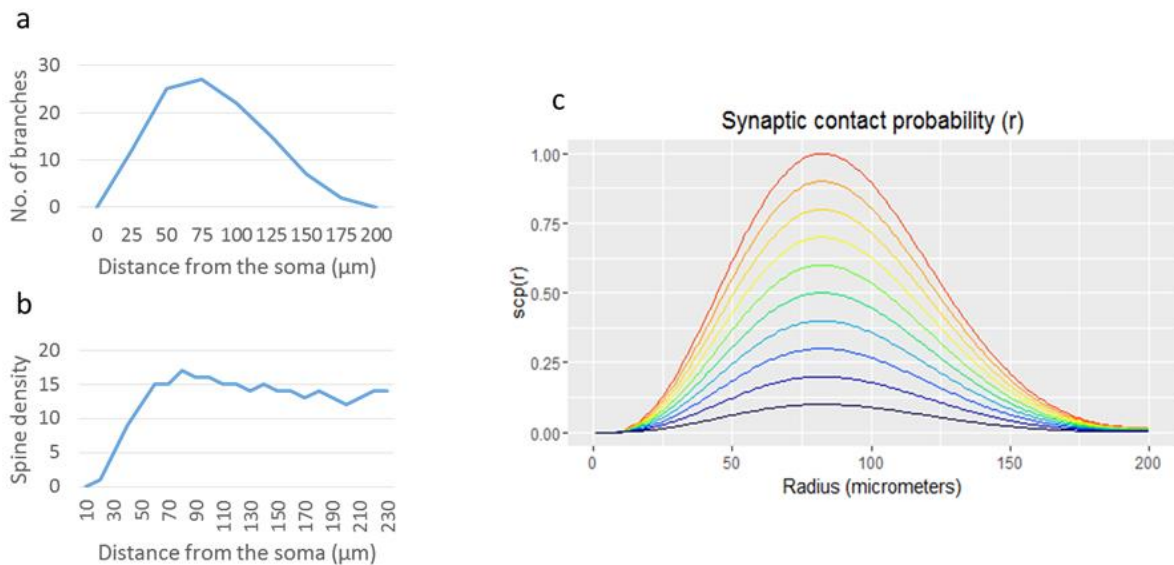 a
30
20
10
0
No. of branches
0 25 50 75 100 125 150 175 200
Distance from the soma (µm)
b
20
15
10
5
0
Spine density
10 30 50 70 90 110 130 150 170 190 210 230
Distance from the soma (µm)
c
Synaptic contact probability (r)
1.00
0.75
0.50
0.25
0.00
scp(r)
0 50 100 150 200
Radius (micrometers)